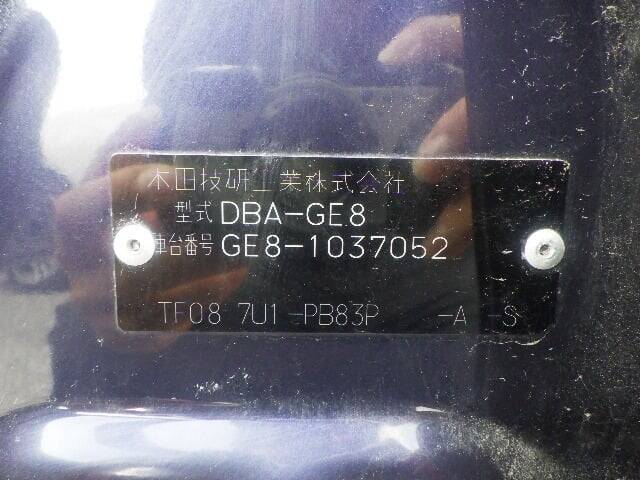 本田技研工業株式会社
型式 DBA-GE8
車台番号 GE8-1037052
TF08 7U1 -PB83P -A -S